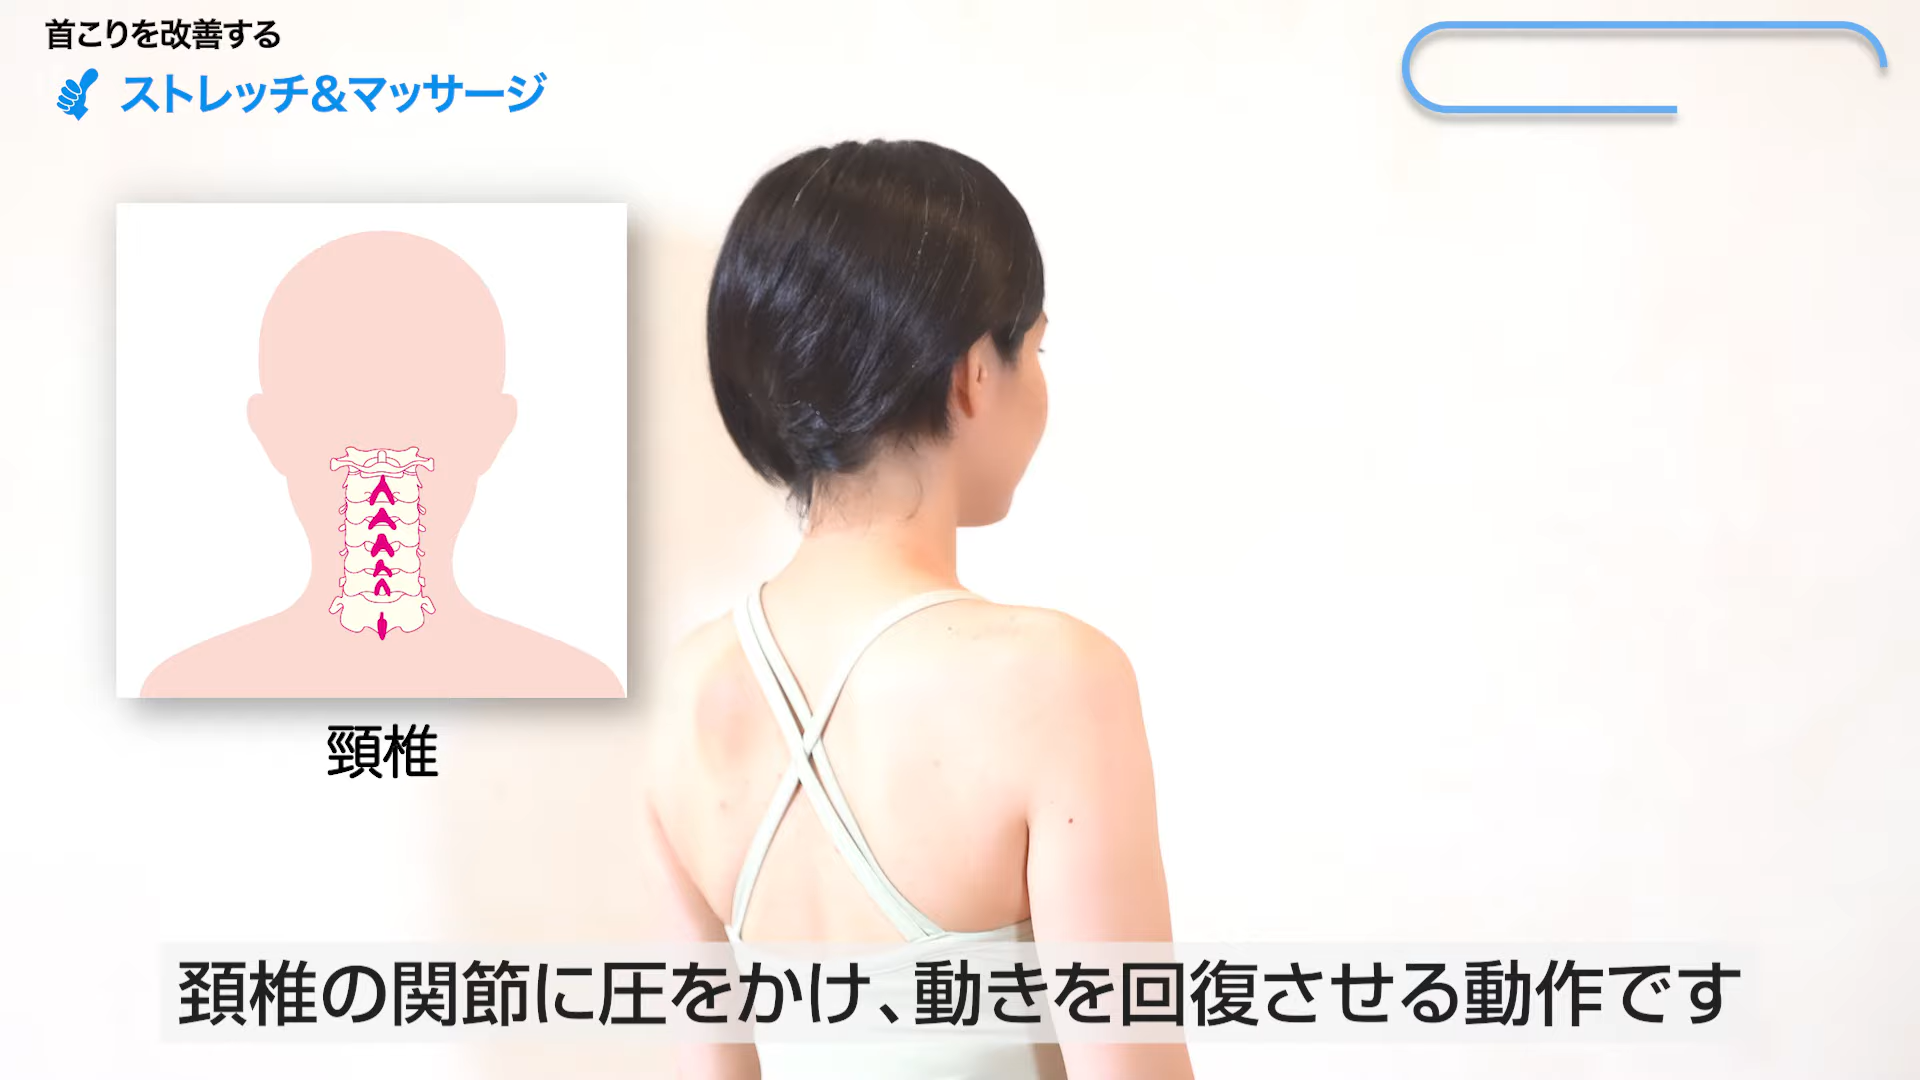 首こりを改善する
ストレッチ&マッサージ
頸椎
頚椎の関節に圧をかけ、動きを回復させる動作です